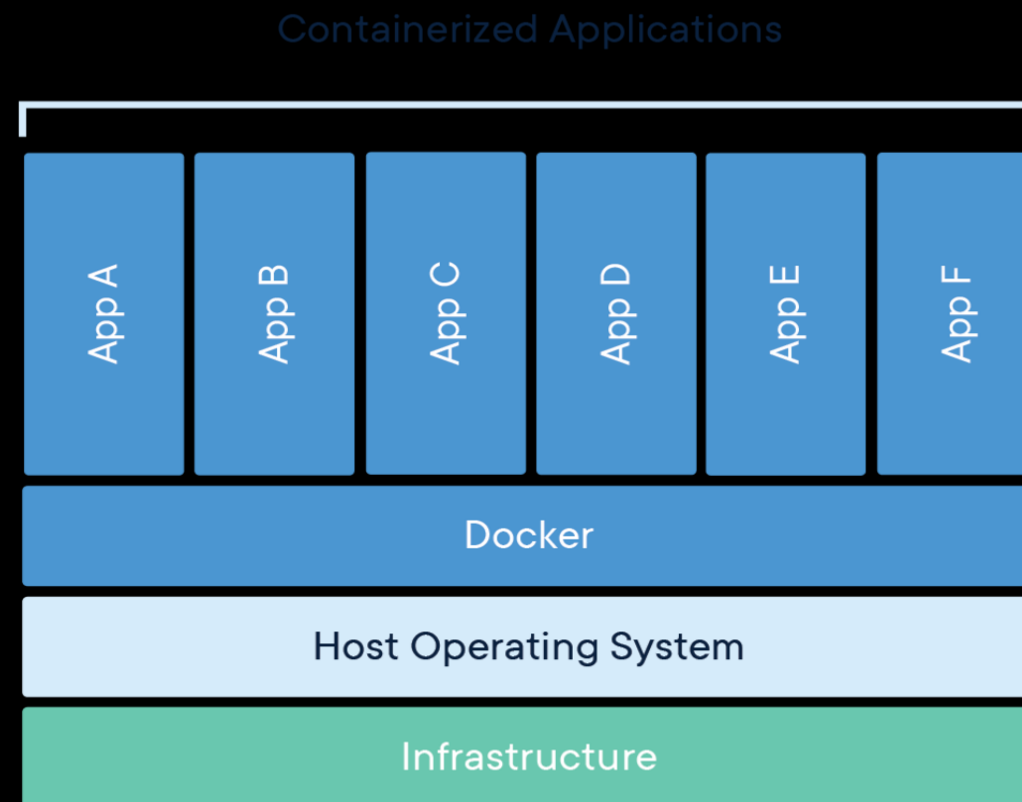 Containerized Applications
App A
App B
App C
App D
App E
App F
Docker
Host Operating System
Infrastructure